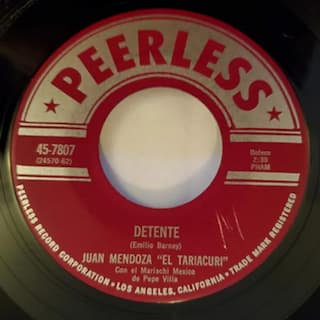 PEERLESS
45-7807
(24570-62)
Bolero
2:30
PHAM
DETENTE
(Emilio Barney)
JUAN MENDOZA "EL TARIACURI"
Con el Mariachi Mexico
de Pepe Villa
PEERLESS RECORD CORPORATION • LOS ANGELES, CALIFORNIA • TRADE MARK REGISTERED